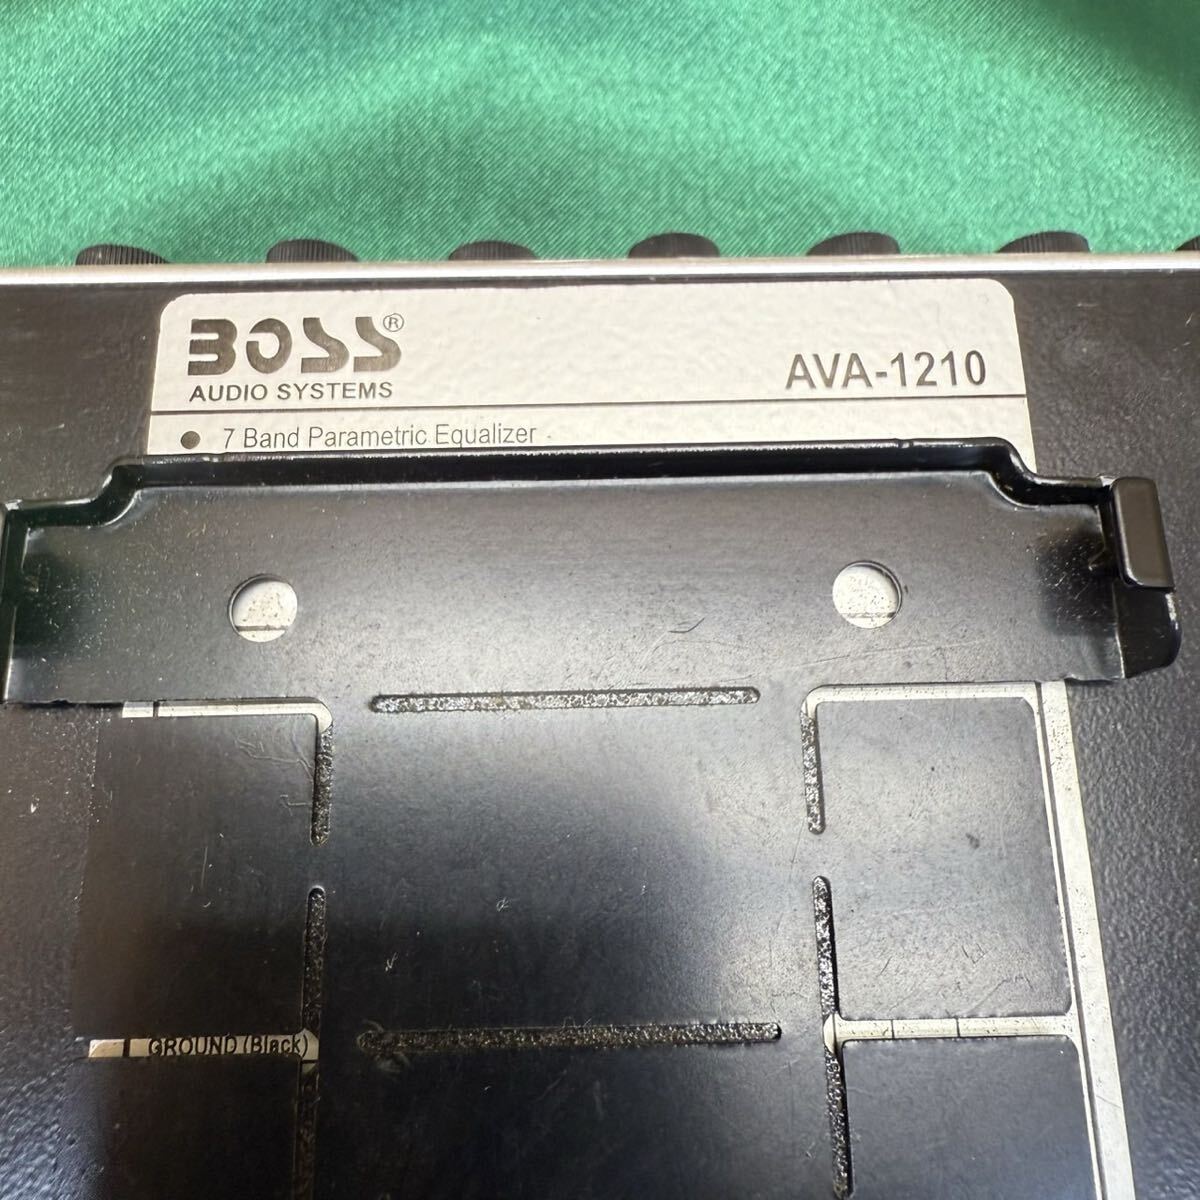 BOSS®
AUDIO SYSTEMS
AVA-1210
● 7 Band Parametric Equalizer
GROUND (Black)